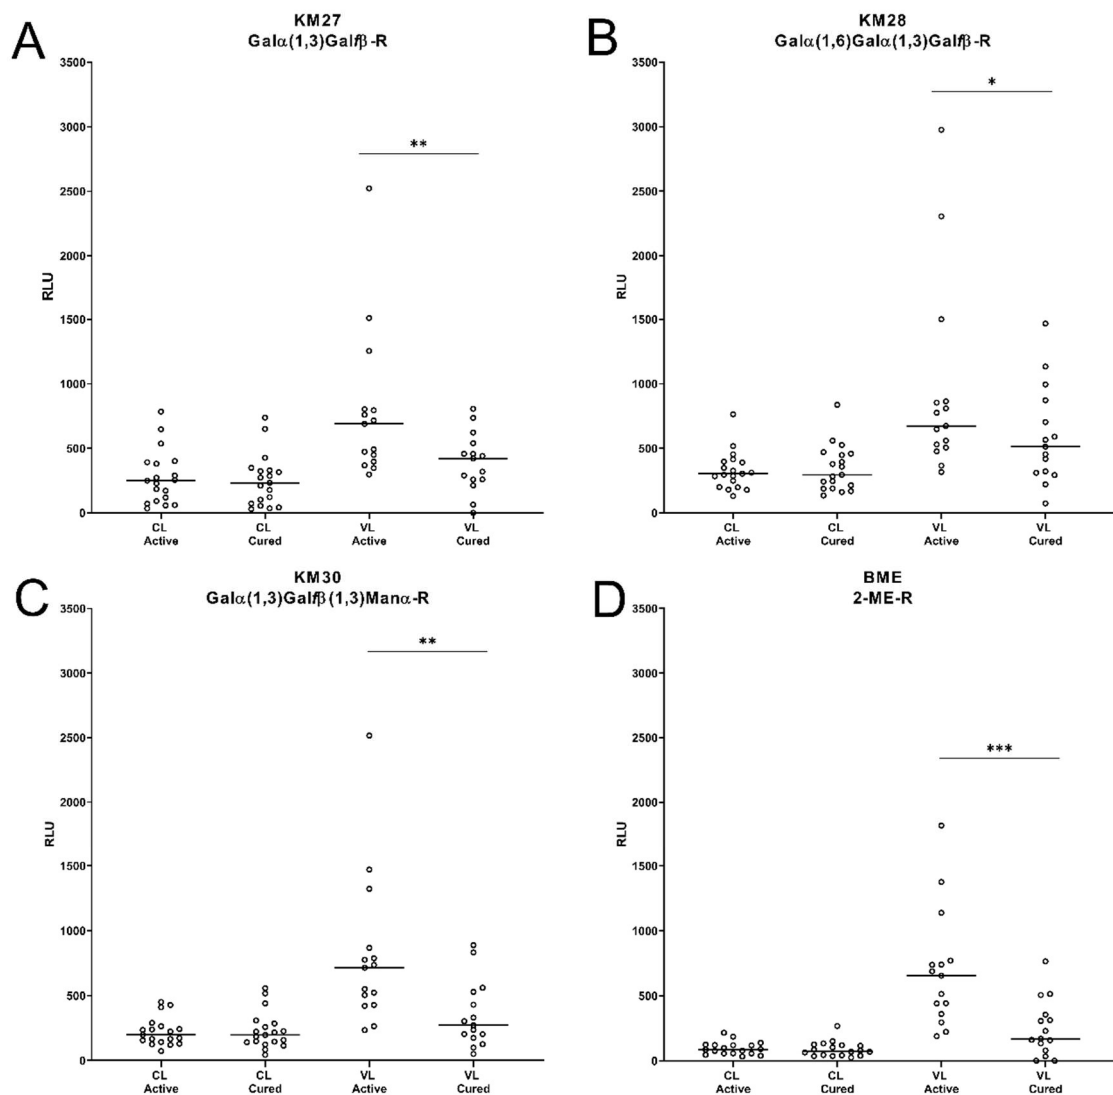 A
KM27
Galα(1,3)Galfβ-R
3500
3000
2500
2000
1500
1000
500
0
RLU
**
CL Active
CL Cured
VL Active
VL Cured
B
KM28
Galα(1,6)Galα(1,3)Galfβ-R
3500
3000
2500
2000
1500
1000
500
0
RLU
*
CL Active
CL Cured
VL Active
VL Cured
C
KM30
Galα(1,3)Galfβ(1,3)Manα-R
3500
3000
2500
2000
1500
1000
500
0
RLU
**
CL Active
CL Cured
VL Active
VL Cured
D
BME
2-ME-R
3500
3000
2500
2000
1500
1000
500
0
RLU
***
CL Active
CL Cured
VL Active
VL Cured